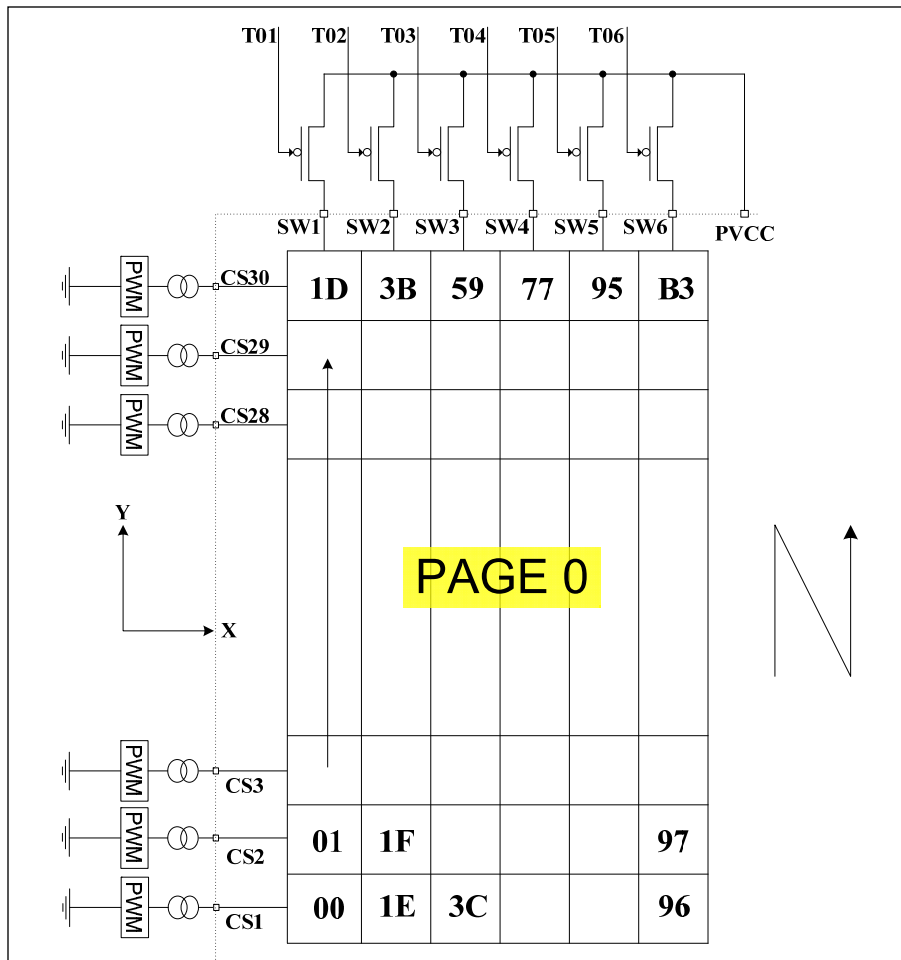 T01 T02 T03 T04 T05 T06
SW1 SW2 SW3 SW4 SW5 SW6 PVCC
PWM CS30 1D 3B 59 77 95 B3
PWM CS29
PWM CS28
Y
PAGE 0
X
PWM CS3
PWM CS2 01 1F 97
PWM CS1 00 1E 3C 96